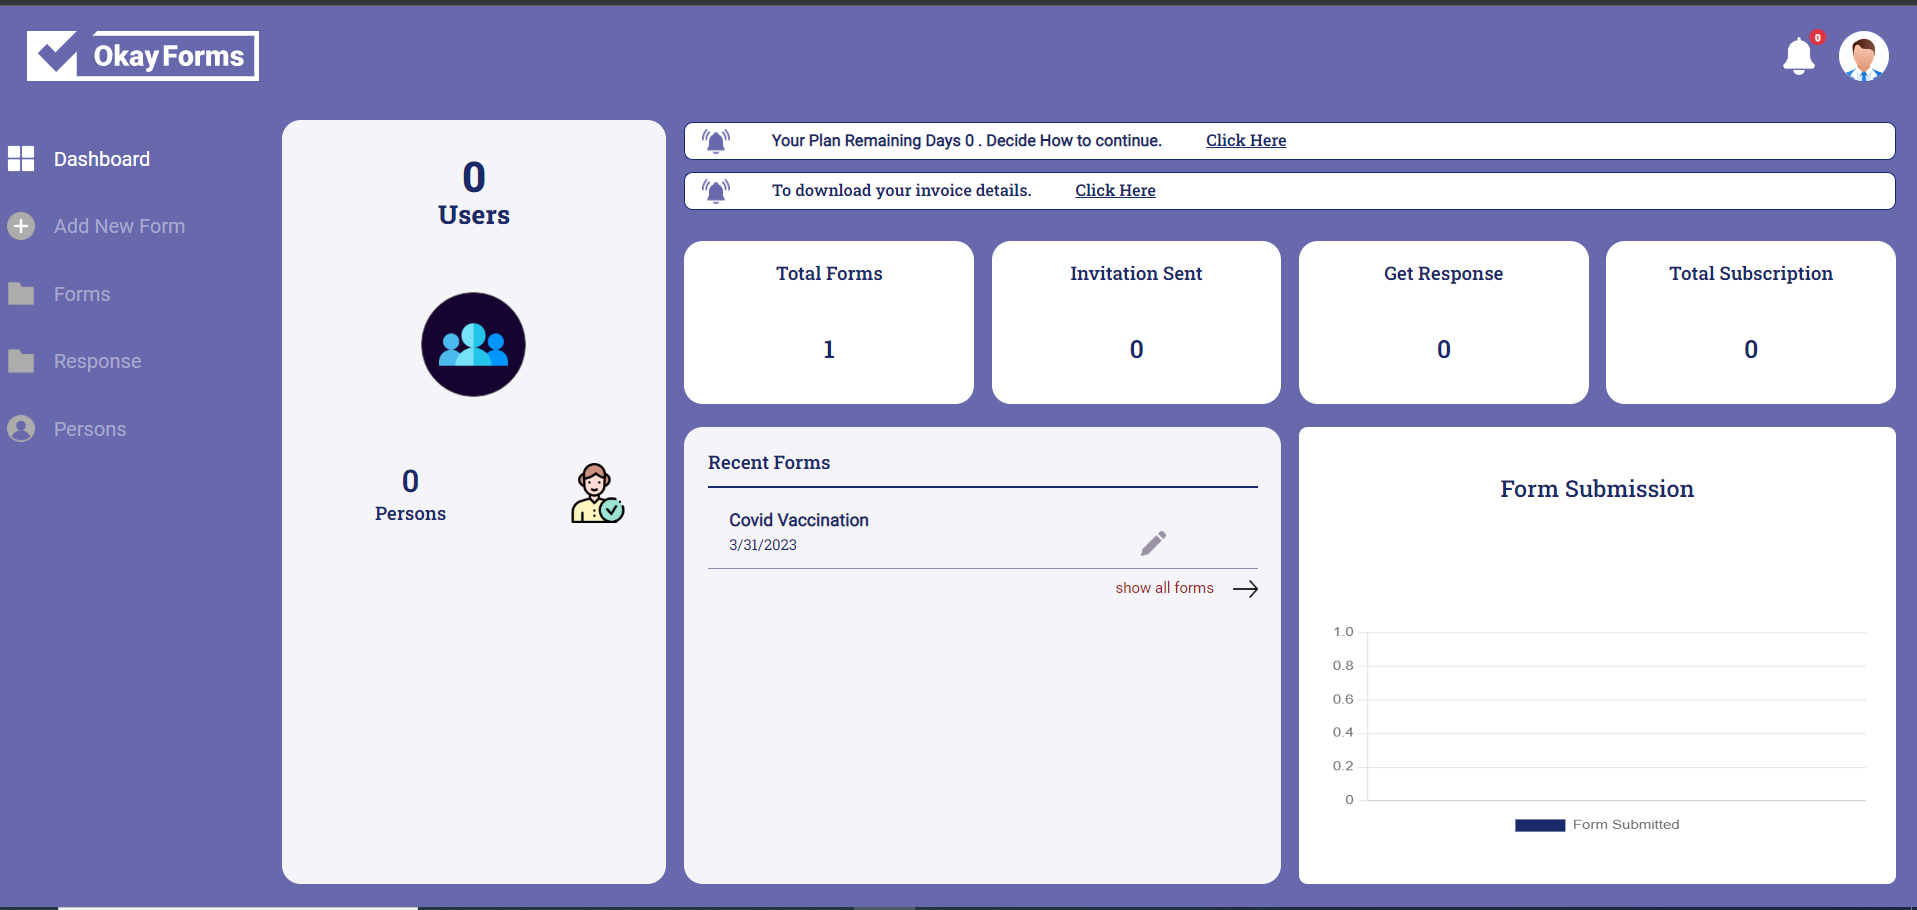 OkayForms
0
Dashboard
Add New Form
Forms
Response
Persons
0
Users
0
Persons
Your Plan Remaining Days 0 . Decide How to continue. Click Here
To download your invoice details. Click Here
Total Forms
1
Invitation Sent
0
Get Response
0
Total Subscription
0
Recent Forms
Covid Vaccination
3/31/2023
show all forms
Form Submission
1.0
0.8
0.6
0.4
0.2
0
Form Submitted